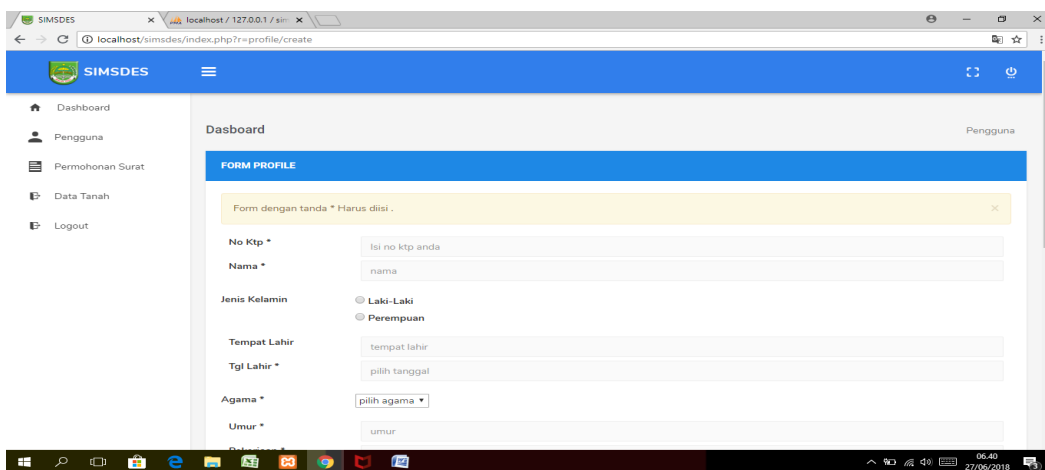 SIMSDES
localhost / 127.0.0.1 / sim
localhost/simsdes/index.php?r=profile/create
SIMSDES
Dashboard
Pengguna
Permohonan Surat
Data Tanah
Logout
Dasboard
Pengguna
FORM PROFILE
Form dengan tanda * Harus diisi .
No Ktp *
Isi no ktp anda
Nama *
nama
Jenis Kelamin
Laki-Laki
Perempuan
Tempat Lahir
tempat lahir
Tgl Lahir *
pilih tanggal
Agama *
pilih agama
Umur *
umur
06.40
27/06/2018